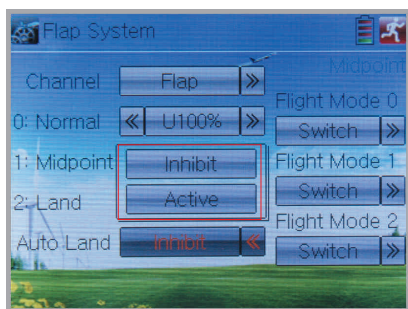 Flap System
Midpoint
Channel Flap »
Flight Mode 0
0: Normal « U100% » Switch »
1: Midpoint Inhibit Flight Mode 1
Switch »
2: Land Active
Flight Mode 2
Auto Land Inhibit « Switch »